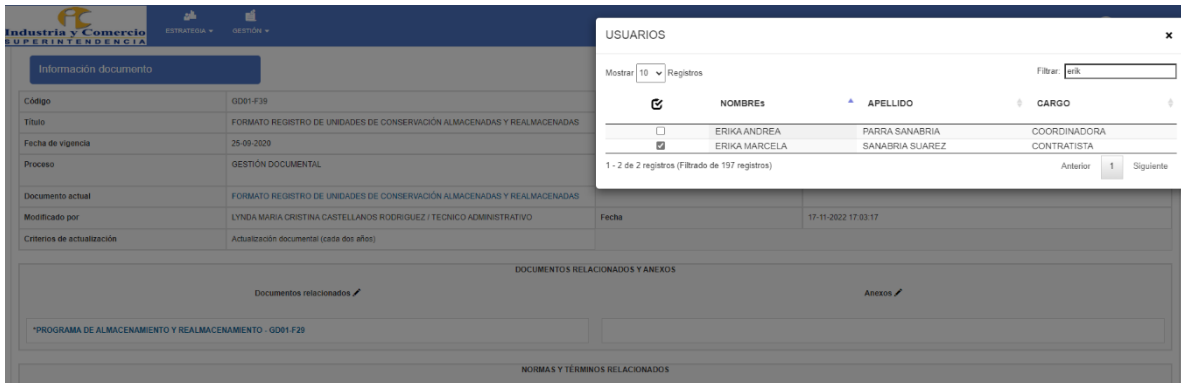 Industria y Comercio
SUPERINTENDENCIA
ESTRATEGIA
GESTIÓN
USUARIOS
x
Mostrar 10 Registros
Filtrar: erik
NOMBREs APELLIDO CARGO
ERIKA ANDREA PARRA SANABRIA COORDINADORA
ERIKA MARCELA SANABRIA SUAREZ CONTRATISTA
1 - 2 de 2 registros (Filtrado de 197 registros)
Anterior 1 Siguiente
Información documento
Código GD01-F39
Título FORMATO REGISTRO DE UNIDADES DE CONSERVACIÓN ALMACENADAS Y REALMACENADAS
Fecha de vigencia 25-09-2020
Proceso GESTIÓN DOCUMENTAL
Documento actual FORMATO REGISTRO DE UNIDADES DE CONSERVACIÓN ALMACENADAS Y REALMACENADAS
Modificado por LYNDA MARIA CRISTINA CASTELLANOS RODRIGUEZ / TECNICO ADMINISTRATIVO Fecha 17-11-2022 17:03:17
Criterios de actualización Actualización documental (cada dos años)
DOCUMENTOS RELACIONADOS Y ANEXOS
Documentos relacionados Anexos
*PROGRAMA DE ALMACENAMIENTO Y REALMACENAMIENTO - GD01-F29
NORMAS Y TÉRMINOS RELACIONADOS